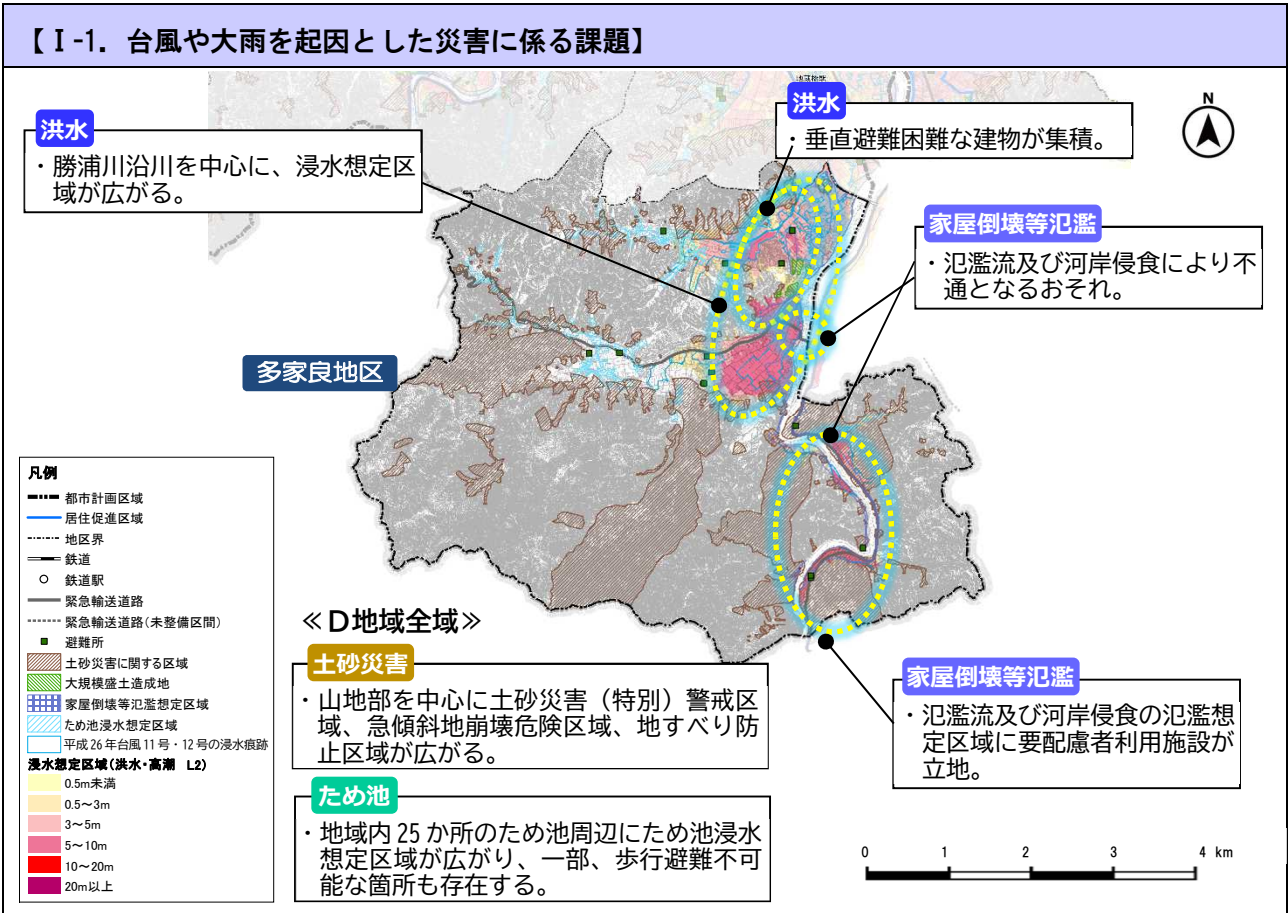 【Ⅰ-1. 台風や大雨を起因とした災害に係る課題】
洪水
・勝浦川沿川を中心に、浸水想定区
域が広がる。
洪水
・垂直避難困難な建物が集積。
N
家屋倒壊等氾濫
・氾濫流及び河岸侵食により不
通となるおそれ。
多家良地区
凡例
都市計画区域
居住促進区域
地区界
鉄道
鉄道駅
緊急輸送道路
緊急輸送道路(未整備区間)
避難所
土砂災害に関する区域
大規模盛土造成地
家屋倒壊等氾濫想定区域
ため池浸水想定区域
平成26年台風11号・12号の浸水痕跡
浸水想定区域(洪水・高潮 L2)
0.5m未満
0.5～3m
3～5m
5～10m
10～20m
20m以上
≪D地域全域≫
土砂災害
・山地部を中心に土砂災害（特別）警戒区
域、急傾斜地崩壊危険区域、地すべり防
止区域が広がる。
ため池
・地域内25か所のため池周辺にため池浸水
想定区域が広がり、一部、歩行避難不可
能な箇所も存在する。
家屋倒壊等氾濫
・氾濫流及び河岸侵食の氾濫想
定区域に要配慮者利用施設が
立地。
0 1 2 3 4 km